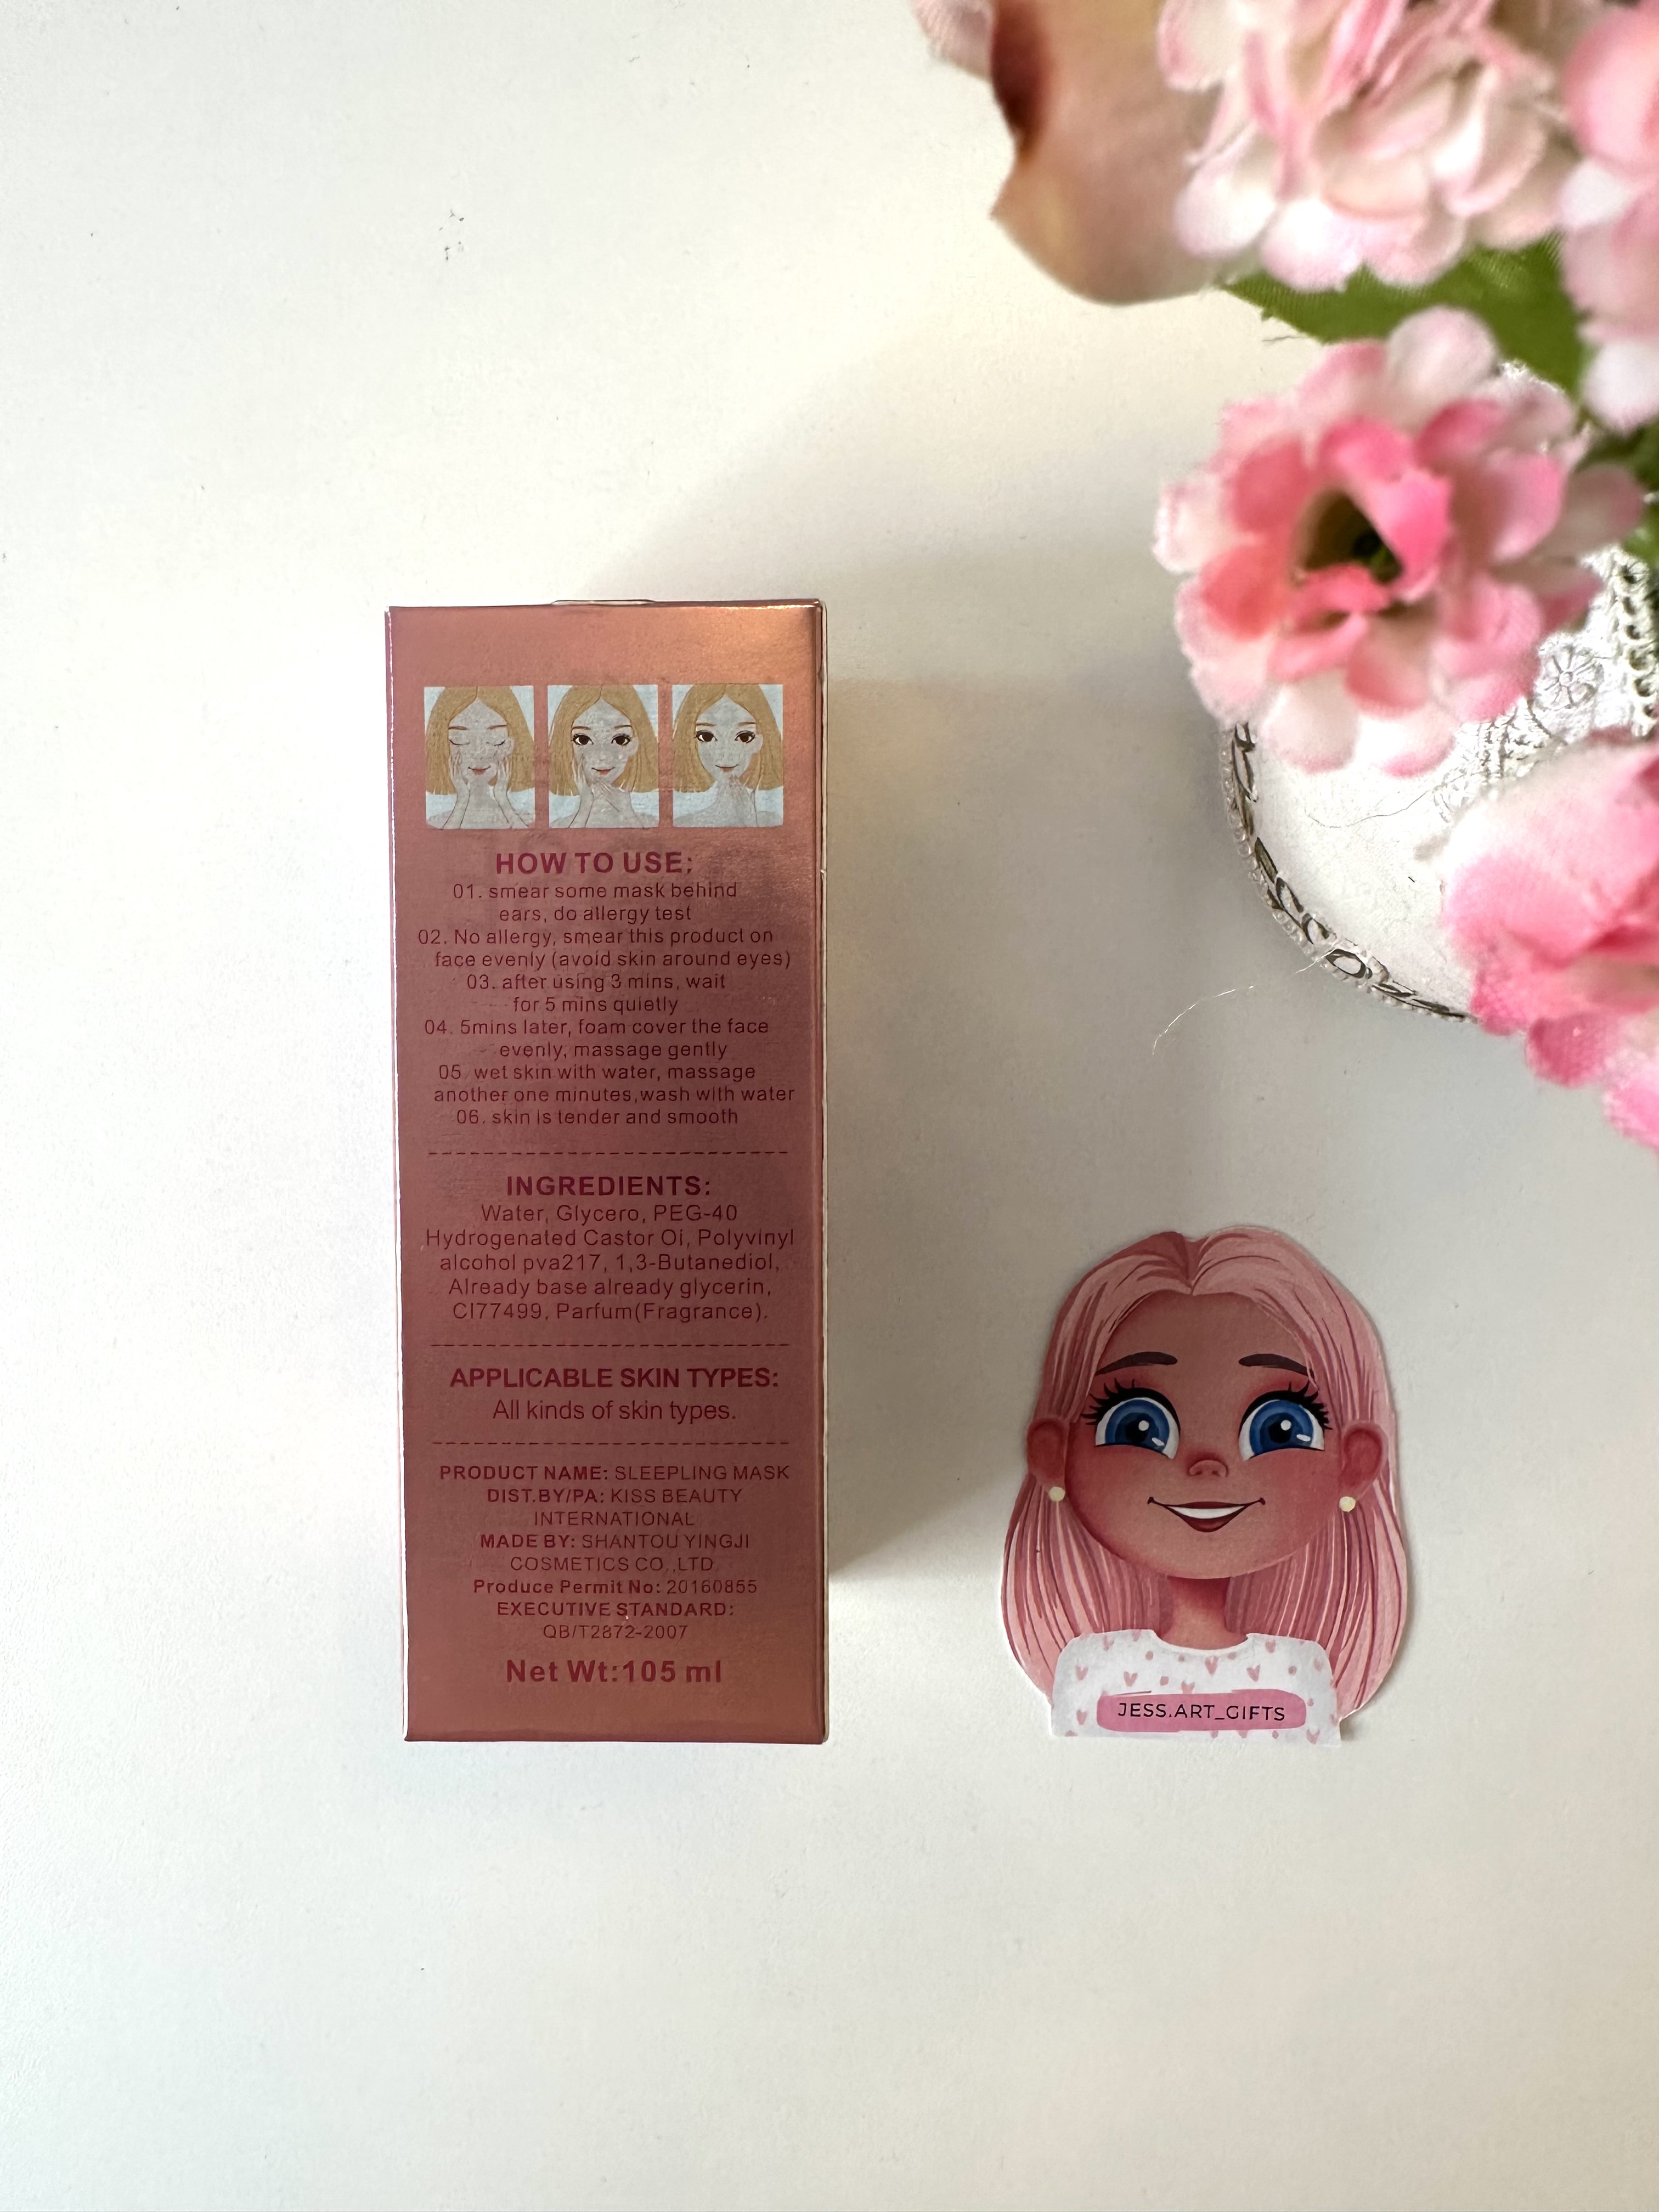 HOW TO USE:
01. smear some mask behind
ears, do allergy test
02. No allergy, smear this product on
face evenly (avoid skin around eyes)
03. after using 3 mins, wait
for 5 mins quietly
04. 5mins later, foam cover the face
evenly, massage gently
05. wet skin with water, massage
another one minutes,wash with water
06. skin is tender and smooth
INGREDIENTS:
Water, Glycero, PEG-40
Hydrogenated Castor Oi, Polyvinyl
alcohol pva217, 1,3-Butanediol,
Already base already glycerin,
CI77499, Parfum(Fragrance).
APPLICABLE SKIN TYPES:
All kinds of skin types.
PRODUCT NAME: SLEEPLING MASK
DIST.BY/PA: KISS BEAUTY
INTERNATIONAL
MADE BY: SHANTOU YINGJI
COSMETICS CO.,LTD
Produce Permit No: 20160855
EXECUTIVE STANDARD:
QB/T2872-2007
Net Wt:105 ml
JESS.ART_GIFTS